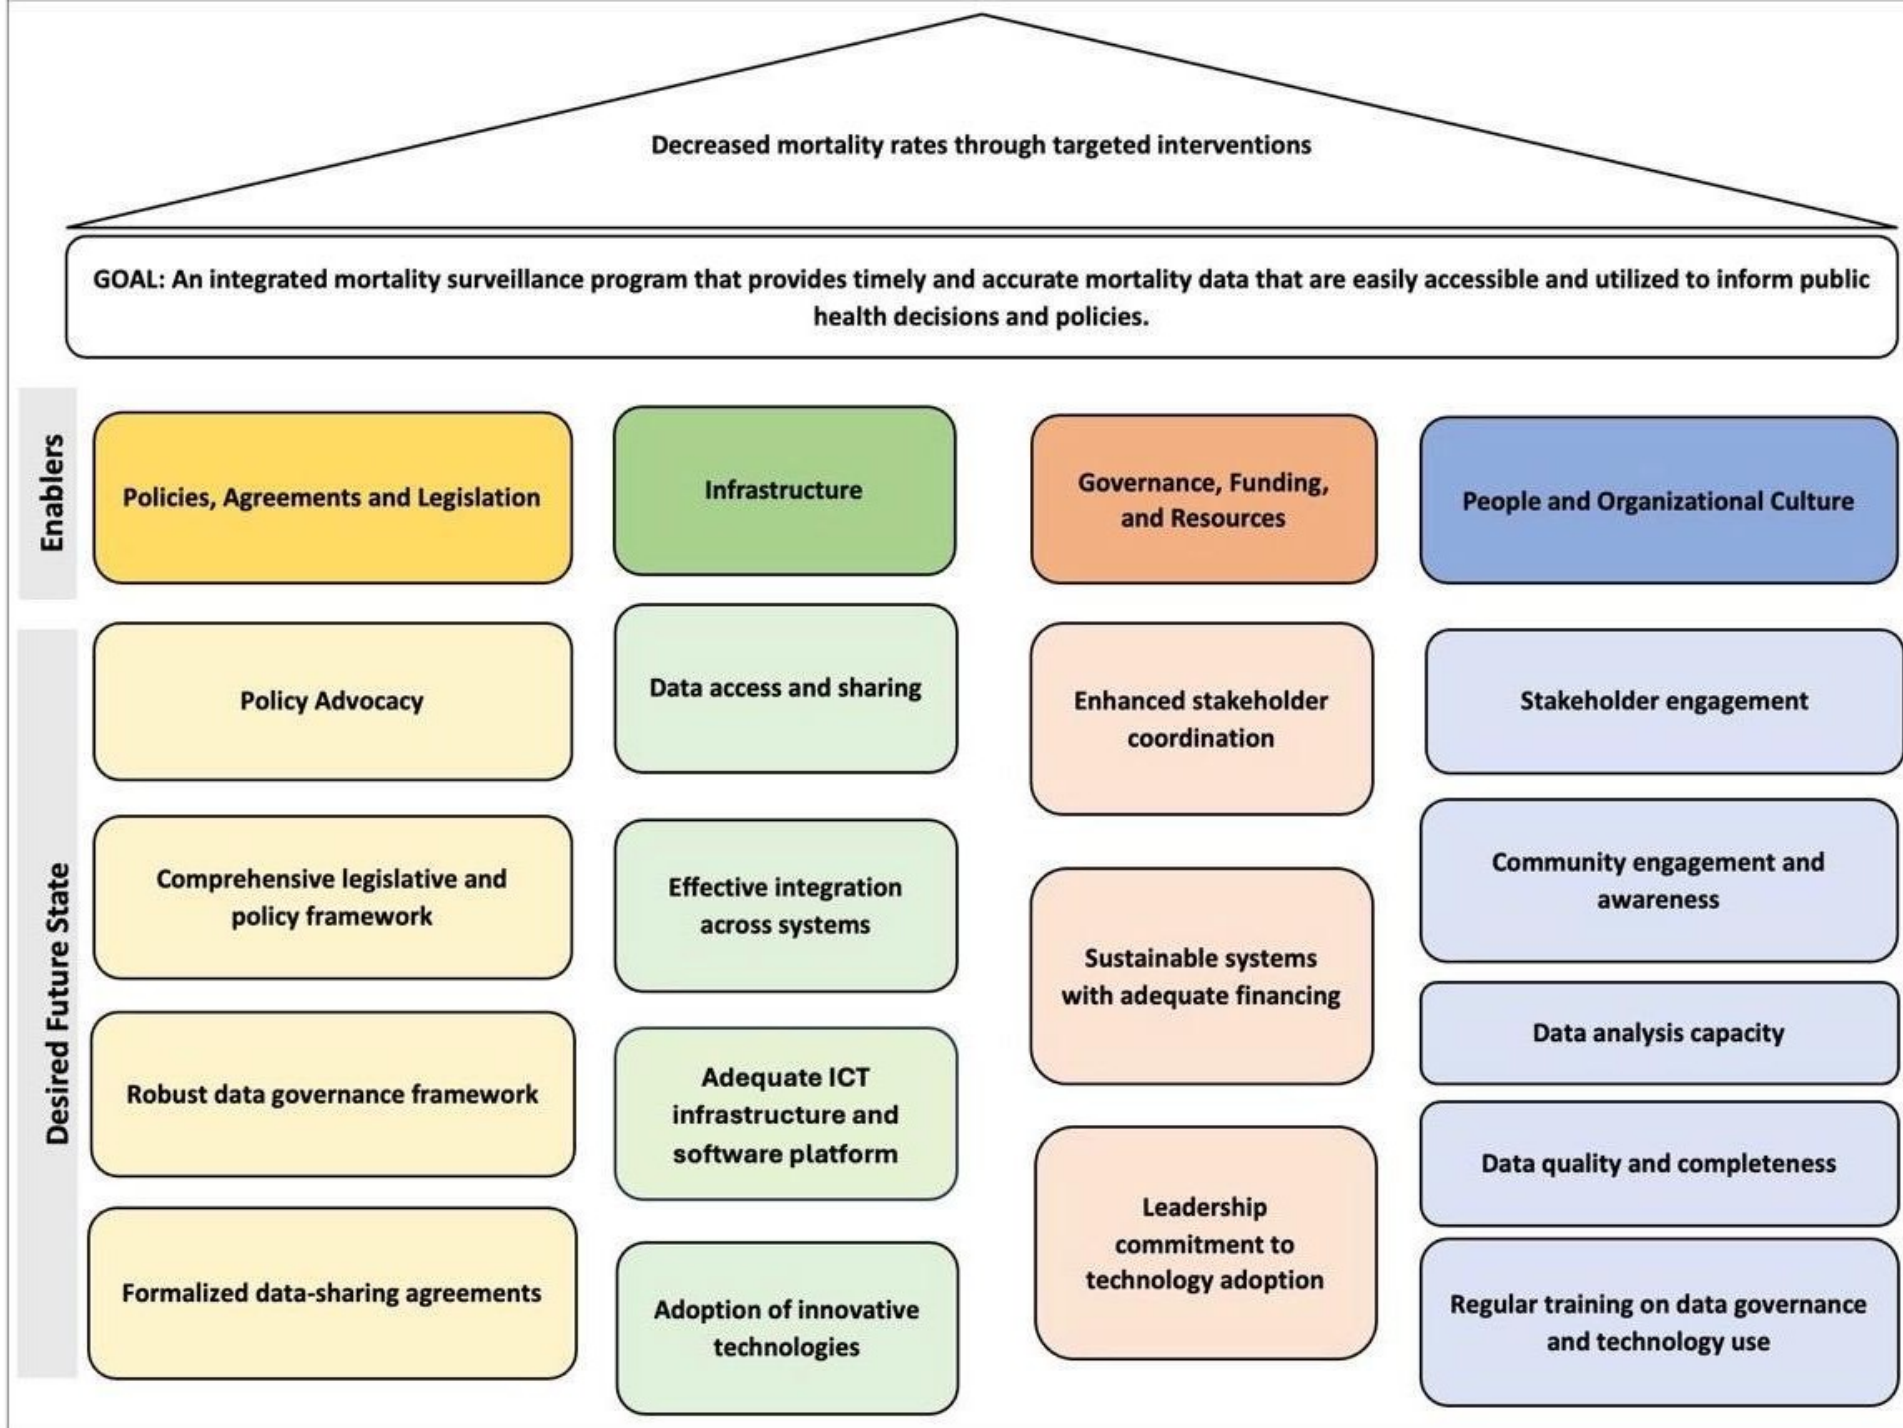 Decreased mortality rates through targeted interventions
GOAL: An integrated mortality surveillance program that provides timely and accurate mortality data that are easily accessible and utilized to inform public
health decisions and policies.
Enablers
Policies, Agreements and Legislation
Infrastructure
Governance, Funding,
and Resources
People and Organizational Culture
Desired Future State
Policy Advocacy
Comprehensive legislative and
policy framework
Robust data governance framework
Formalized data-sharing agreements
Data access and sharing
Effective integration
across systems
Adequate ICT
infrastructure and
software platform
Adoption of innovative
technologies
Enhanced stakeholder
coordination
Sustainable systems
with adequate financing
Leadership
commitment to
technology adoption
Stakeholder engagement
Community engagement and
awareness
Data analysis capacity
Data quality and completeness
Regular training on data governance
and technology use